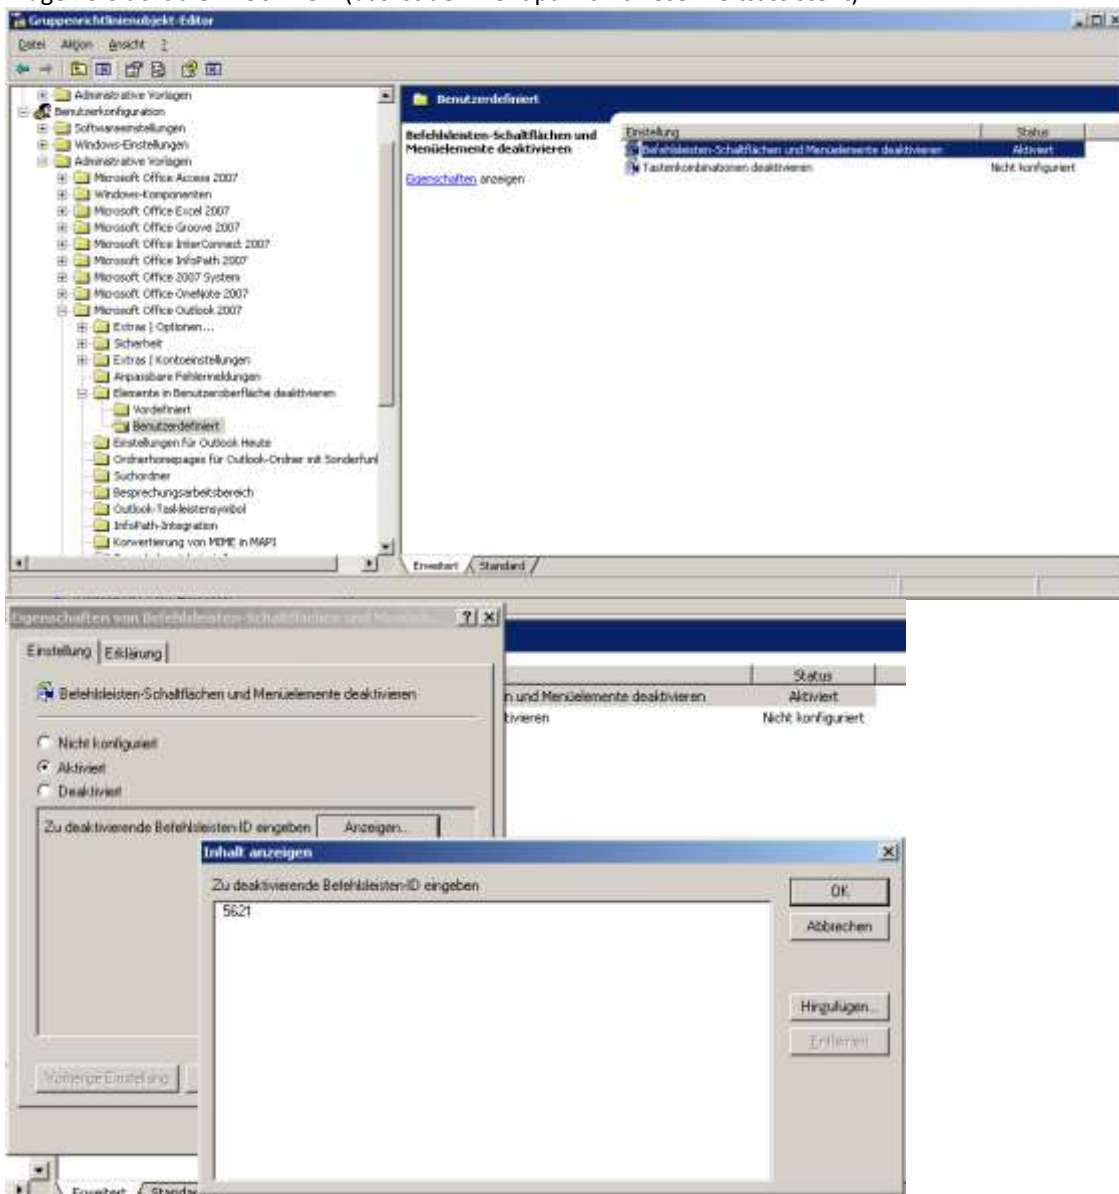 Gruppenrichtlinienobjekt-Editor
Datei Aktion Ansicht ?
Administrative Vorlagen
Benutzerkonfiguration
Softwareeinstellungen
Windows-Einstellungen
Administrative Vorlagen
Microsoft Office Access 2007
Windows-Komponenten
Microsoft Office Excel 2007
Microsoft Office Groove 2007
Microsoft Office InterConnect 2007
Microsoft Office InfoPath 2007
Microsoft Office 2007 System
Microsoft Office OneNote 2007
Microsoft Office Outlook 2007
Extras | Optionen...
Sicherheit
Extras | Kontoeinstellungen
Anpassbare Fehlermeldungen
Elemente in Benutzeroberfläche deaktivieren
Vordefiniert
Benutzerdefiniert
Einstellungen für Outlook Heute
Ordnerhomepages für Outlook-Ordner mit Sonderfunl
Suchordner
Besprechungsarbeitsbereich
Outlook-Taskleistensymbol
InfoPath-Integration
Konvertierung von MIME in MAPI
Benutzerdefiniert
Befehlsleisten-Schaltflächen und
Menüelemente deaktivieren
Eigenschaften anzeigen
Einstellung Status
Befehlsleisten-Schaltflächen und Menüelemente deaktivieren Aktiviert
Tastenkombinationen deaktivieren Nicht konfiguriert
Erweitert Standard
Eigenschaften von Befehlsleisten-Schaltflächen und
Einstellung Erklärung
Befehlsleisten-Schaltflächen und Menüelemente deaktivieren
Nicht konfiguriert
Aktiviert
Deaktiviert
Zu deaktivierende Befehlsleisten-ID eingeben Anzeigen...
Vorherige Einstellung
Status
n und Menüelemente deaktivieren Aktiviert
tivieren Nicht konfiguriert
Inhalt anzeigen
Zu deaktivierende Befehlsleisten-ID eingeben
5621
OK
Abbrechen
Hinzufügen...
Entfernen
Erweitert Standar